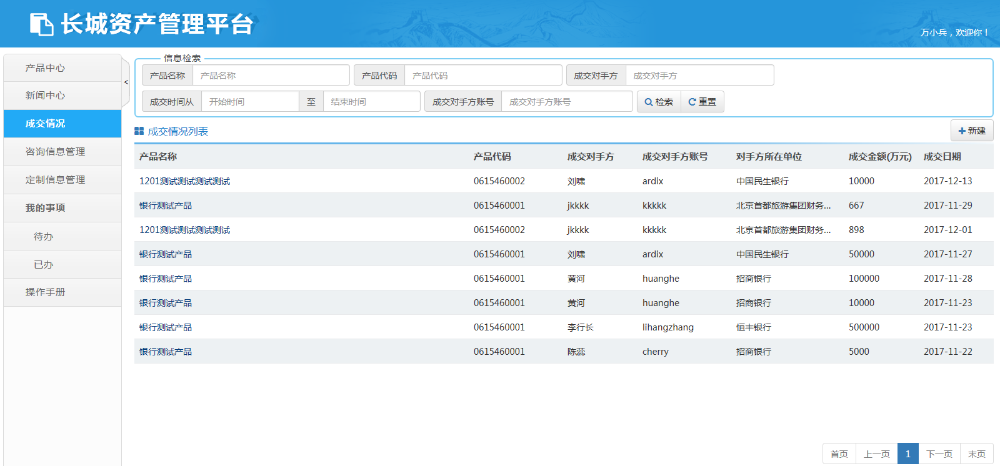 长城资产管理平台
万小兵，欢迎你！
产品中心
新闻中心
成交情况
咨询信息管理
定制信息管理
我的事项
待办
已办
操作手册
<
信息检索
产品名称 产品名称 产品代码 产品代码 成交对手方 成交对手方
成交时间从 开始时间 至 结束时间 成交对手方账号 成交对手方账号 检索 重置
成交情况列表 新建
产品名称 产品代码 成交对手方 成交对手方账号 对手方所在单位 成交金额(万元) 成交日期
1201测试测试测试测试 0615460002 刘啸 ardix 中国民生银行 10000 2017-12-13
银行测试产品 0615460001 jkkkk kkkkk 北京首都旅游集团财务... 667 2017-11-29
1201测试测试测试测试 0615460002 jkkkk kkkkk 北京首都旅游集团财务... 898 2017-12-01
银行测试产品 0615460001 刘啸 ardix 中国民生银行 50000 2017-11-27
银行测试产品 0615460001 黄河 huanghe 招商银行 100000 2017-11-28
银行测试产品 0615460001 黄河 huanghe 招商银行 10000 2017-11-23
银行测试产品 0615460001 李行长 lihangzhang 恒丰银行 500000 2017-11-23
银行测试产品 0615460001 陈蕊 cherry 招商银行 5000 2017-11-22
首页 上一页 1 下一页 末页